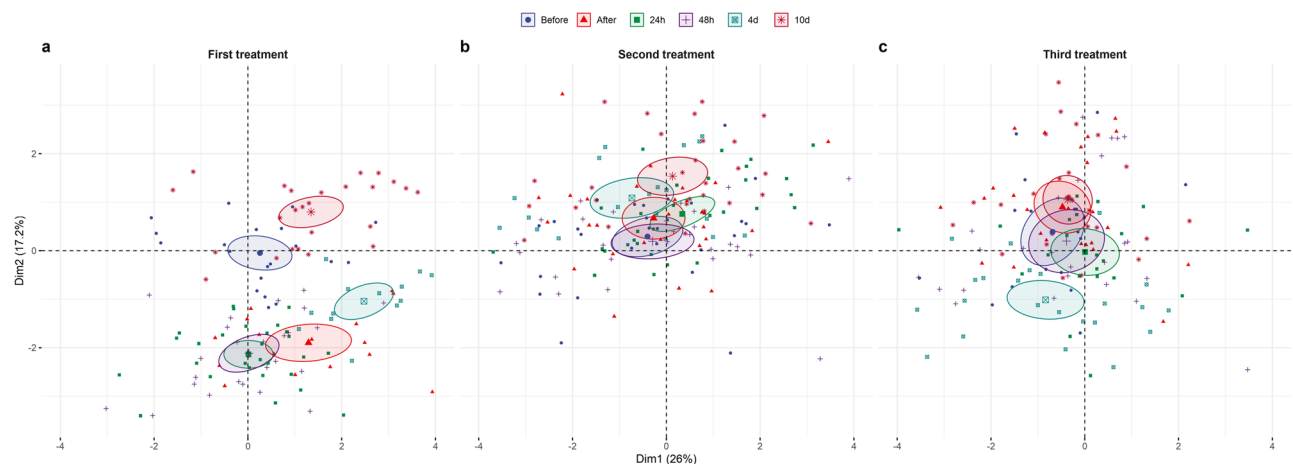 Before After 24h 48h 4d 10d
a b c
First treatment Second treatment Third treatment
Dim2 (17.2%)
2
0
-2
-4 -2 0 2 4 -4 -2 0 2 4 -4 -2 0 2 4
Dim1 (26%)